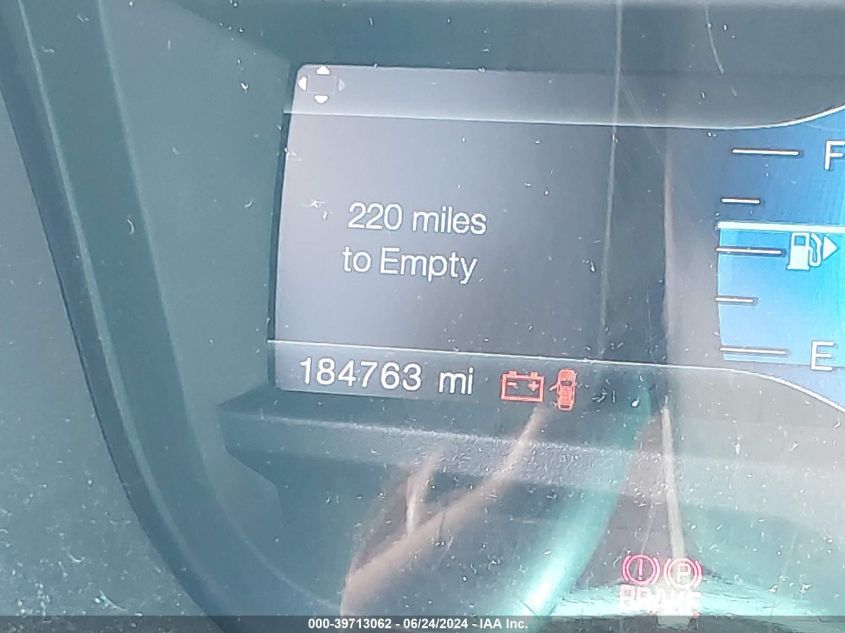 220 miles
to Empty
F
E
184763 mi
P
BRAKE
000-39713062 - 06/24/2024 - IAA Inc.